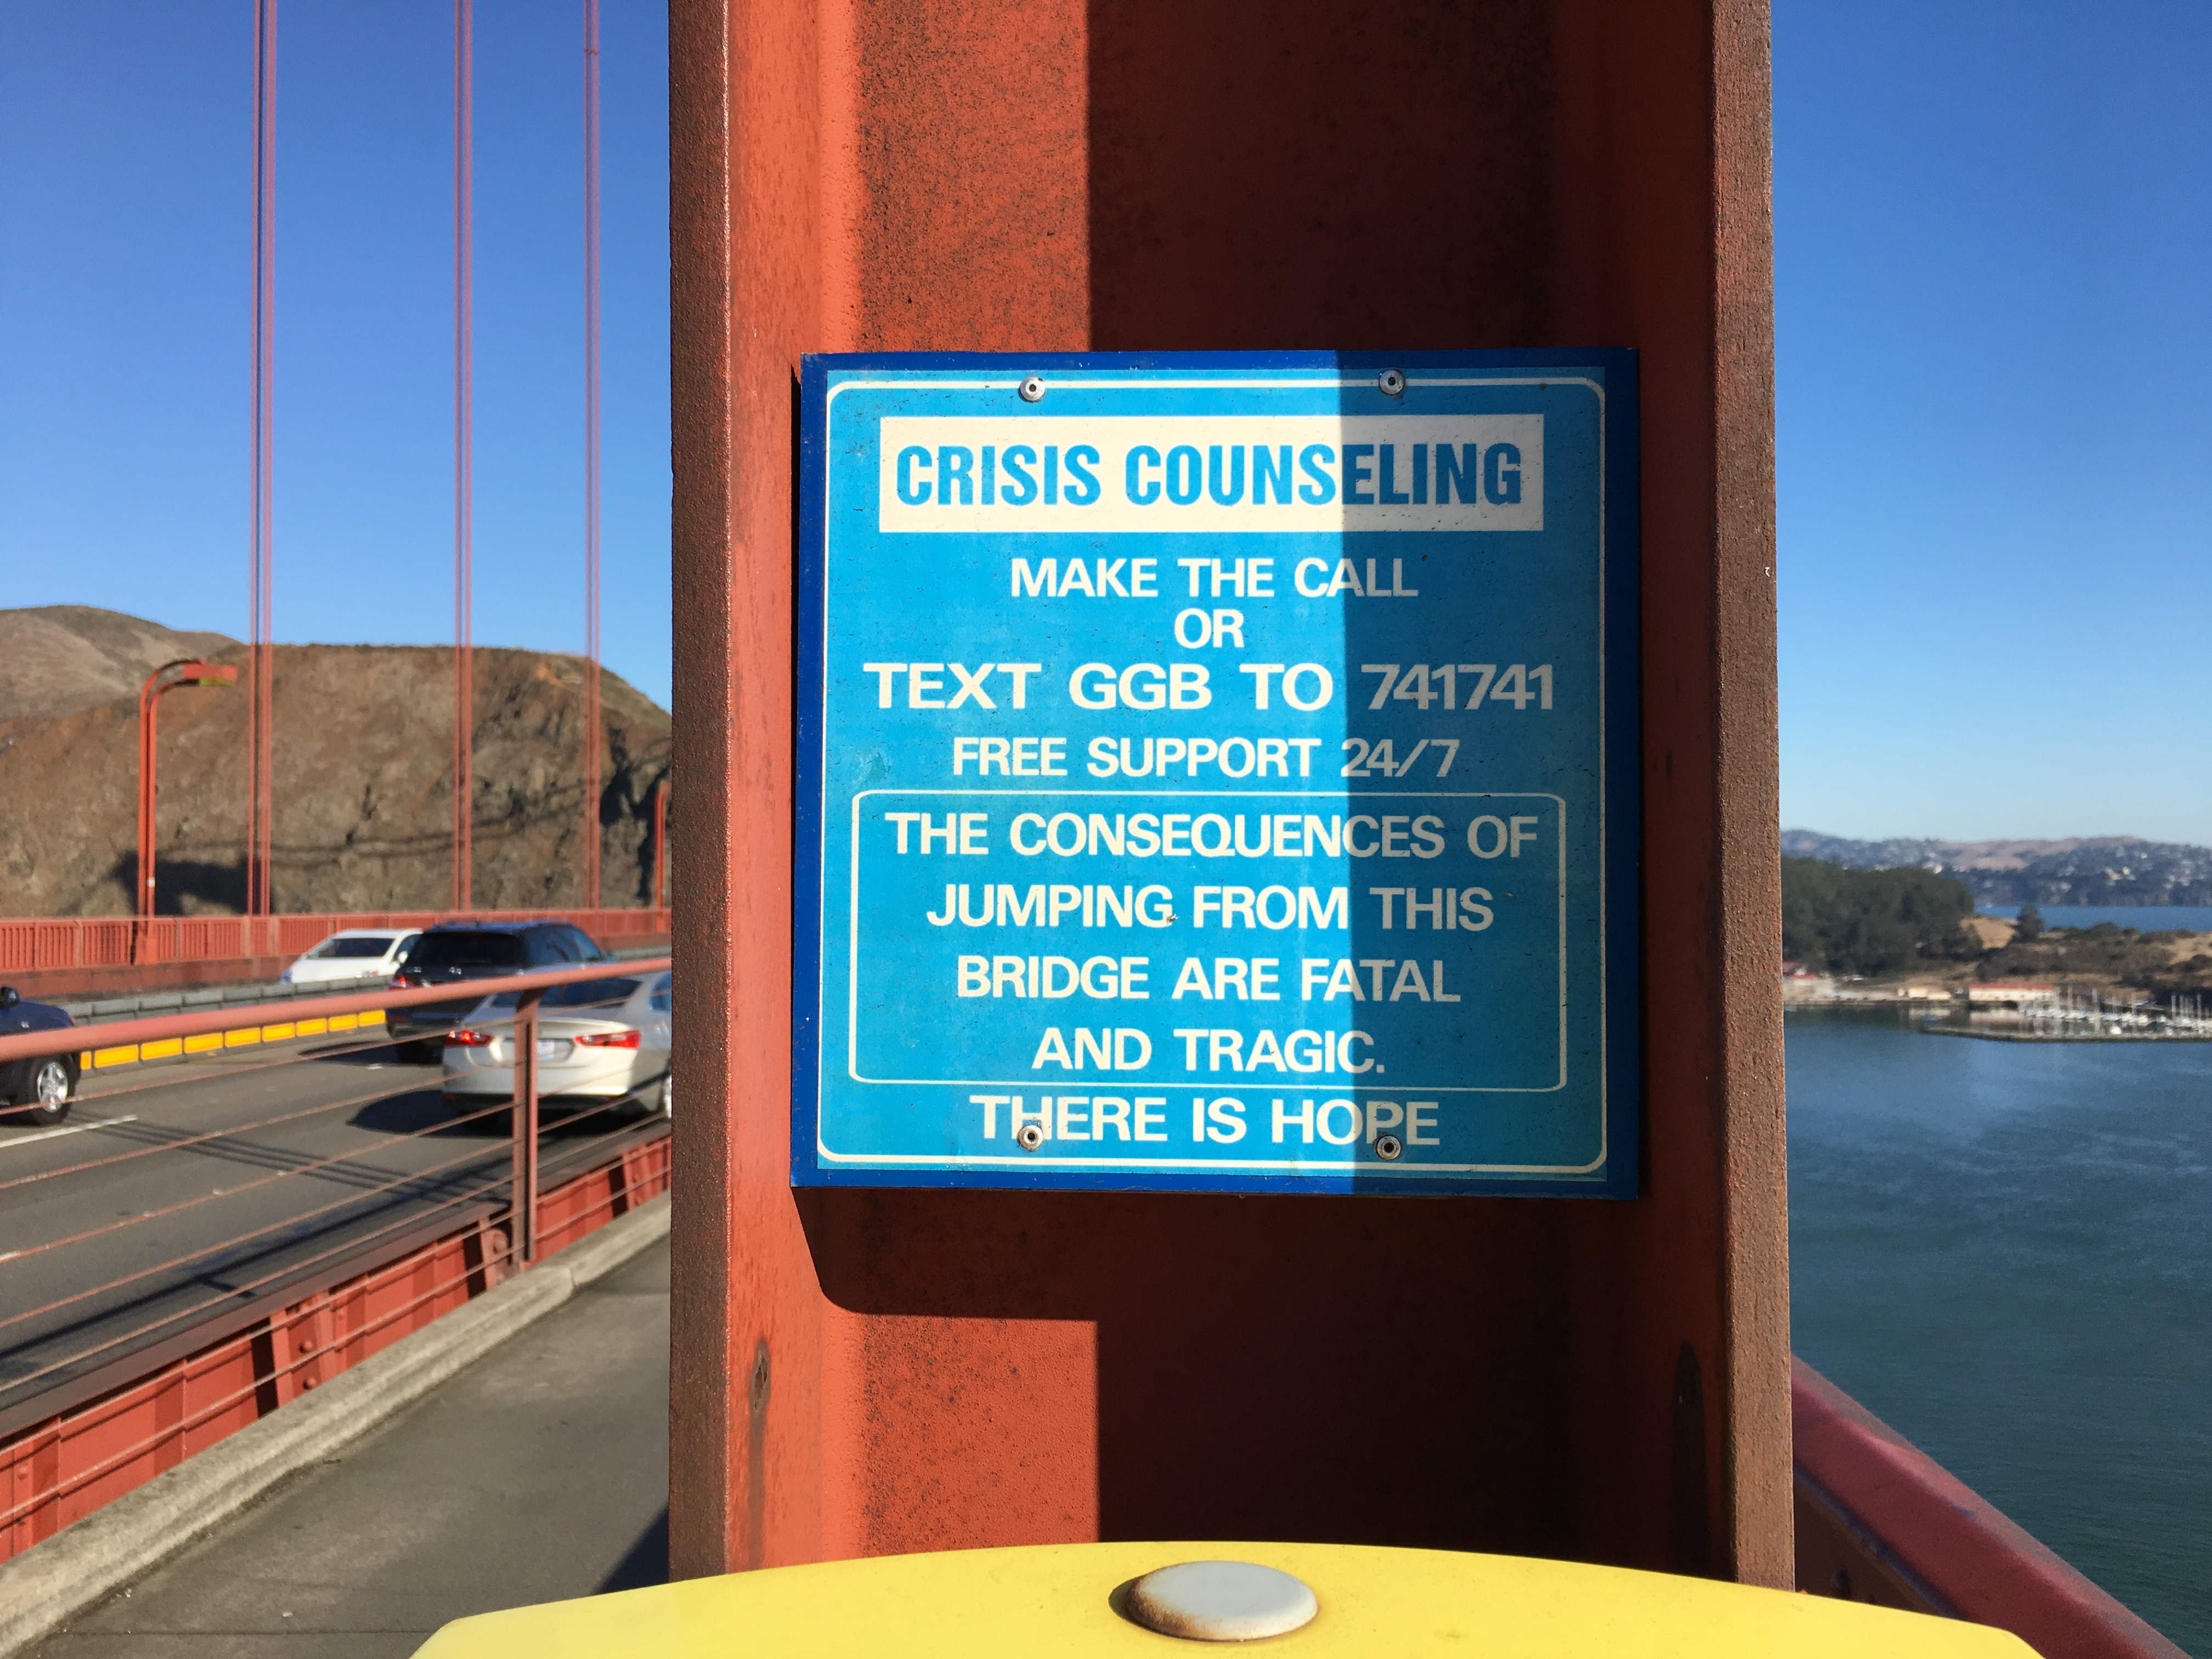 CRISIS COUNSELING
MAKE THE CALL
OR
TEXT GGB TO 741741
FREE SUPPORT 24/7
THE CONSEQUENCES OF
JUMPING FROM THIS
BRIDGE ARE FATAL
AND TRAGIC.
THERE IS HOPE